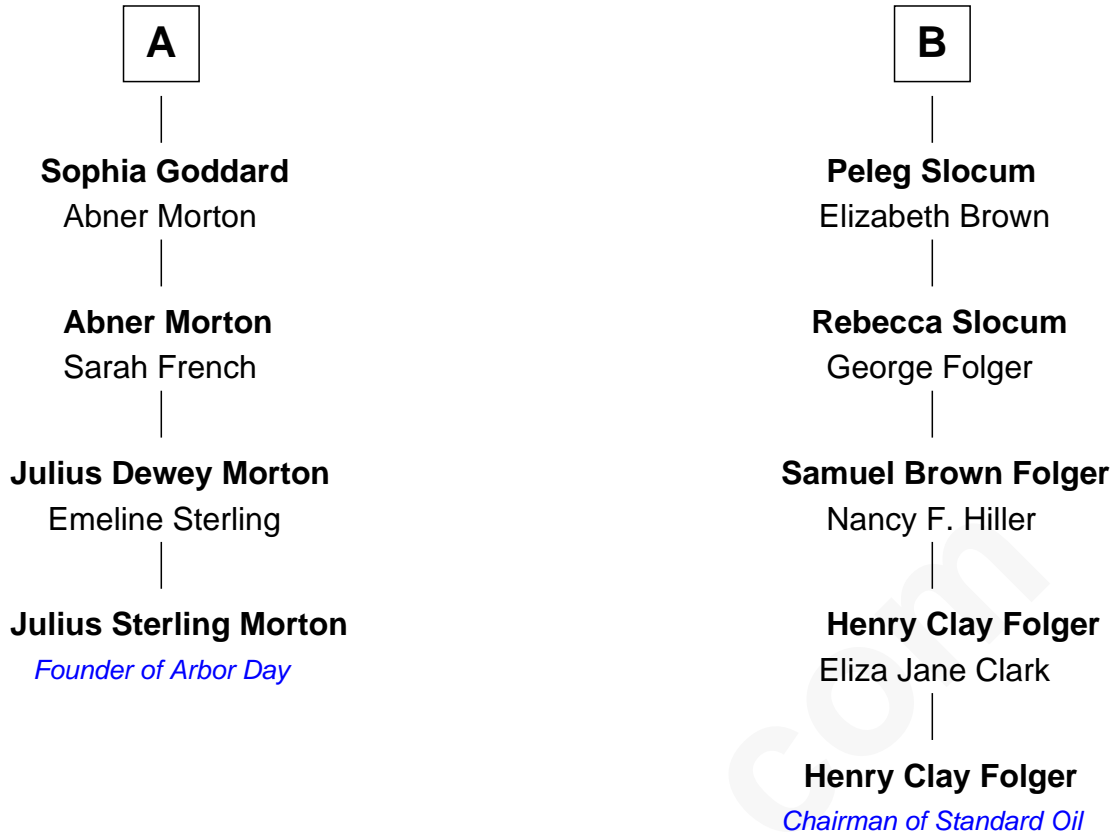 A
Sophia Goddard
Abner Morton
Abner Morton
Sarah French
Julius Dewey Morton
Emeline Sterling
Julius Sterling Morton
Founder of Arbor Day
B
Peleg Slocum
Elizabeth Brown
Rebecca Slocum
George Folger
Samuel Brown Folger
Nancy F. Hiller
Henry Clay Folger
Eliza Jane Clark
Henry Clay Folger
Chairman of Standard Oil
com